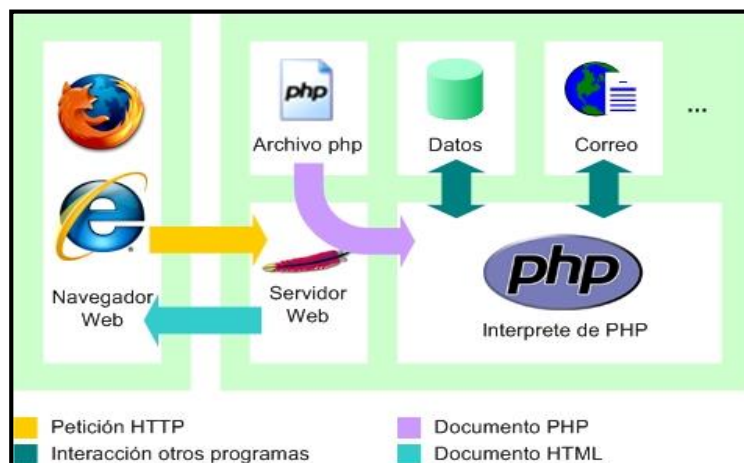 php
Archivo php
Datos
Correo
...
Navegador
Web
Servidor
Web
php
Interprete de PHP
Petición HTTP
Documento PHP
Interacción otros programas
Documento HTML